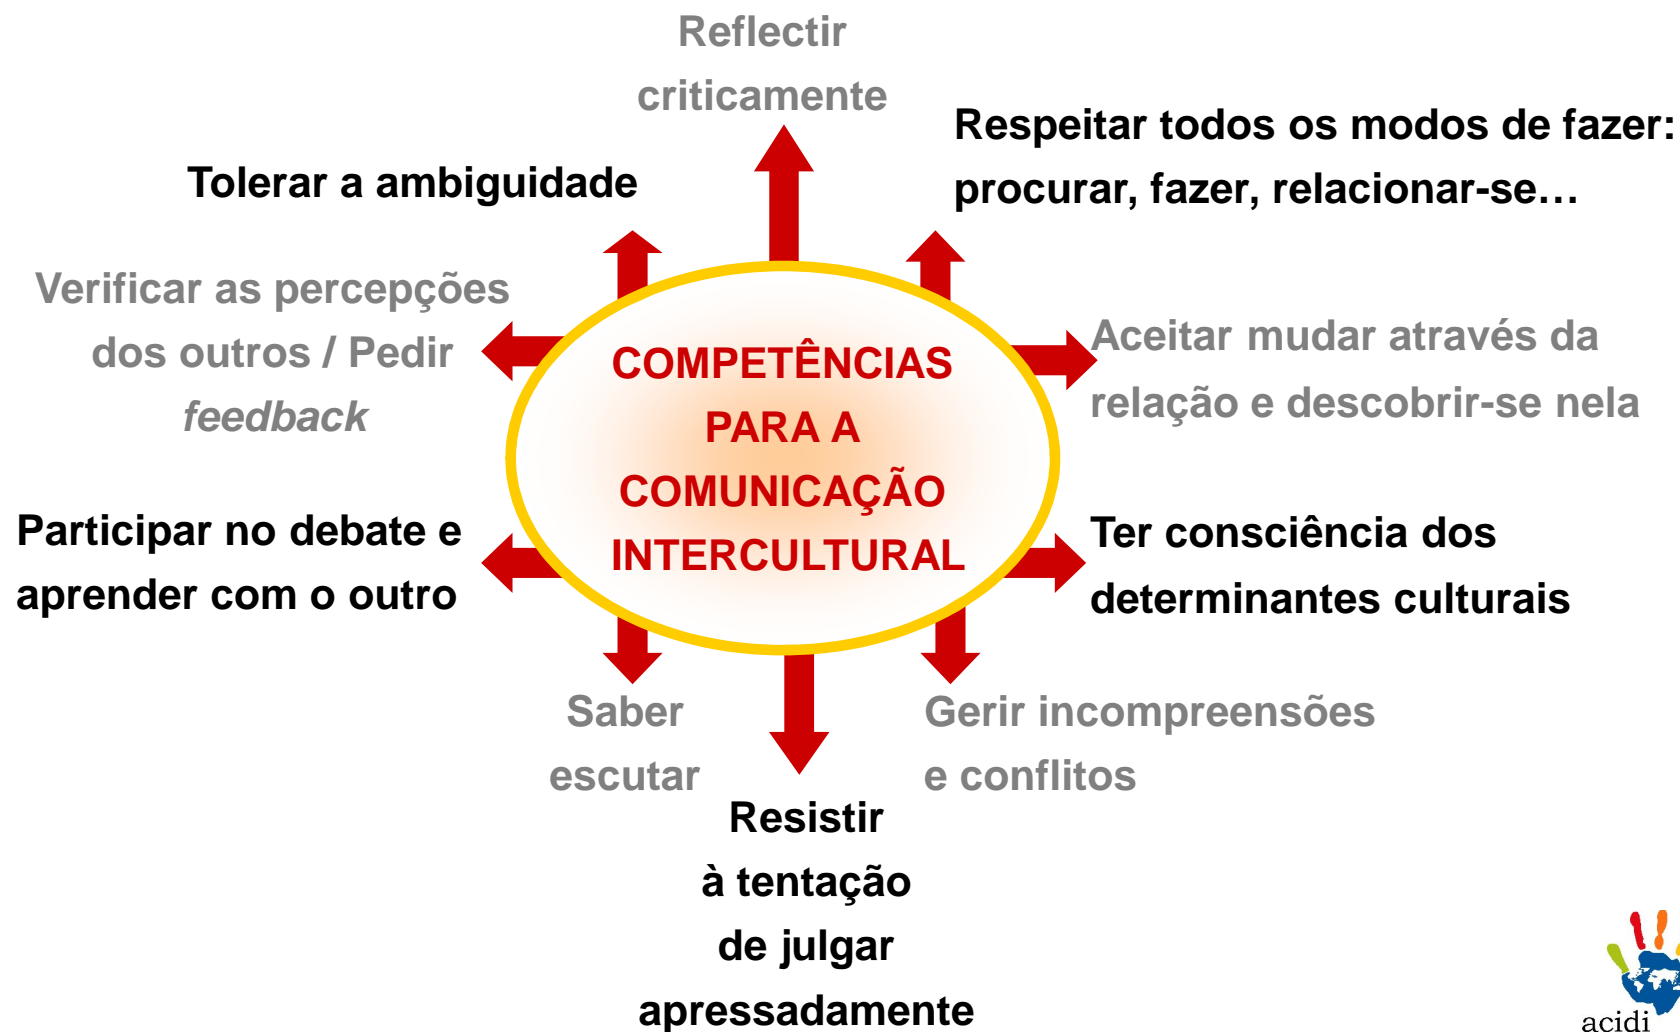 Reflectir
criticamente
Respeitar todos os modos de fazer:
procurar, fazer, relacionar-se…
Tolerar a ambiguidade
Verificar as percepções
dos outros / Pedir
feedback
Aceitar mudar através da
relação e descobrir-se nela
COMPETÊNCIAS
PARA A
COMUNICAÇÃO
INTERCULTURAL
Participar no debate e
aprender com o outro
Ter consciência dos
determinantes culturais
Saber
escutar
Gerir incompreensões
e conflitos
Resistir
à tentação
de julgar
apressadamente
acidi